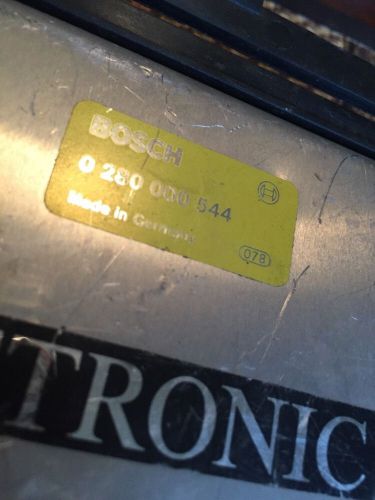 BOSCH
0 280 000 544
Made in Germany
078
TRONIC